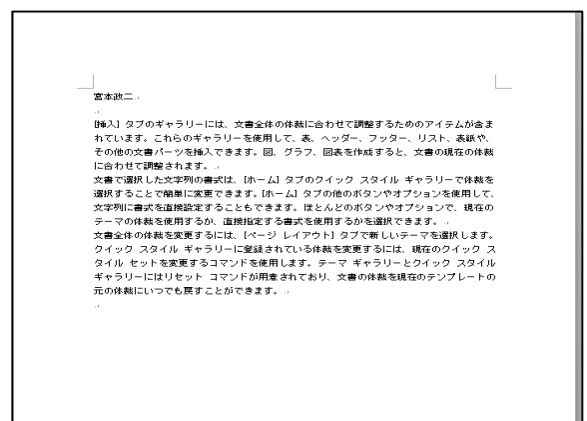 宮本政二
[挿入] タブのギャラリーには、文書全体の体裁に合わせて調整するためのアイテムが含ま
れています。これらのギャラリーを使用して、表、ヘッダー、フッター、リスト、表紙や、
その他の文書パーツを挿入できます。図、グラフ、図表を作成すると、文書の現在の体裁
に合わせて調整されます。
文書で選択した文字列の書式は、[ホーム] タブのクイック スタイル ギャラリーで体裁を
選択することで簡単に変更できます。[ホーム] タブの他のボタンやオプションを使用して、
文字列に書式を直接設定することもできます。ほとんどのボタンやオプションで、現在の
テーマの体裁を使用するか、直接指定する書式を使用するかを選択できます。
文書全体の体裁を変更するには、[ページ レイアウト] タブで新しいテーマを選択します。
クイック スタイル ギャラリーに登録されている体裁を変更するには、現在のクイック ス
タイル セットを変更するコマンドを使用します。テーマ ギャラリーとクイック スタイル
ギャラリーにはリセット コマンドが用意されており、文書の体裁を現在のテンプレートの
元の体裁にいつでも戻すことができます。